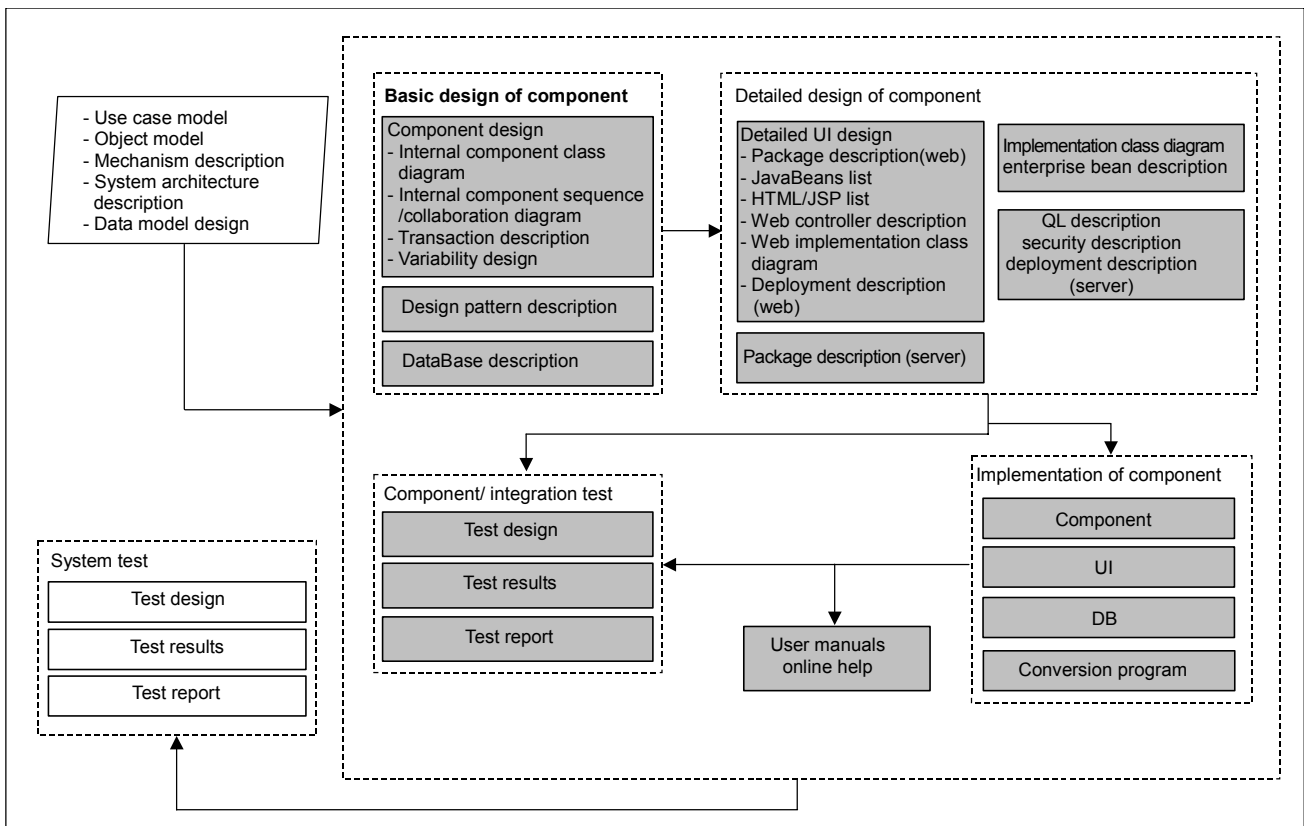 - Use case model
- Object model
- Mechanism description
- System architecture
description
- Data model design
Basic design of component
Component design
- Internal component class
diagram
- Internal component sequence
/collaboration diagram
- Transaction description
- Variability design
Design pattern description
DataBase description
Detailed design of component
Detailed UI design
- Package description(web)
- JavaBeans list
- HTML/JSP list
- Web controller description
- Web implementation class
diagram
- Deployment description
(web)
Package description (server)
Implementation class diagram
enterprise bean description
QL description
security description
deployment description
(server)
Component/ integration test
Test design
Test results
Test report
Implementation of component
Component
UI
DB
Conversion program
User manuals
online help
System test
Test design
Test results
Test report